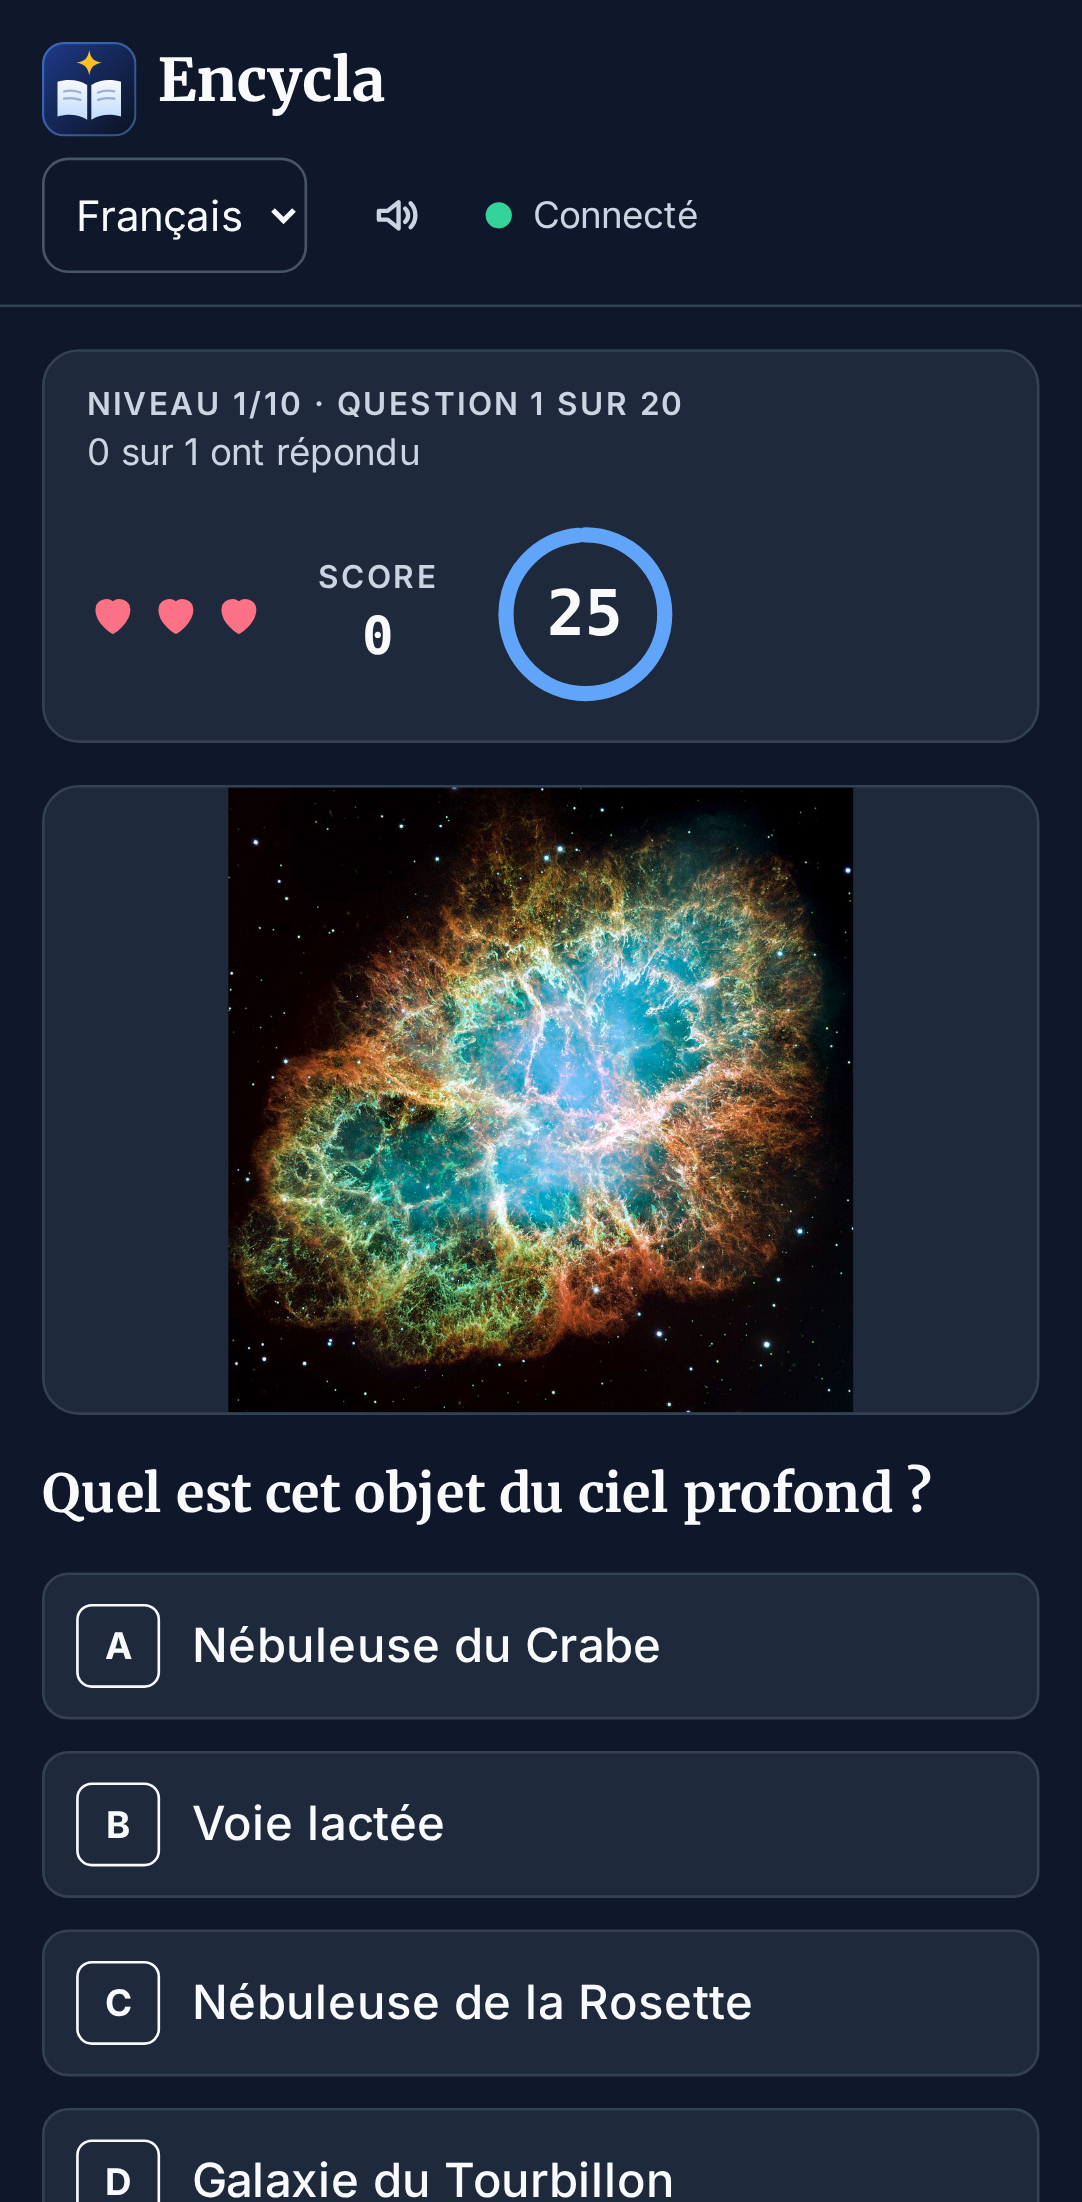 Encycla
Français
Connecté
NIVEAU 1/10 · QUESTION 1 SUR 20
0 sur 1 ont répondu
SCORE
0
25
Quel est cet objet du ciel profond ?
A Nébuleuse du Crabe
B Voie lactée
C Nébuleuse de la Rosette
D Galaxie du Tourbillon